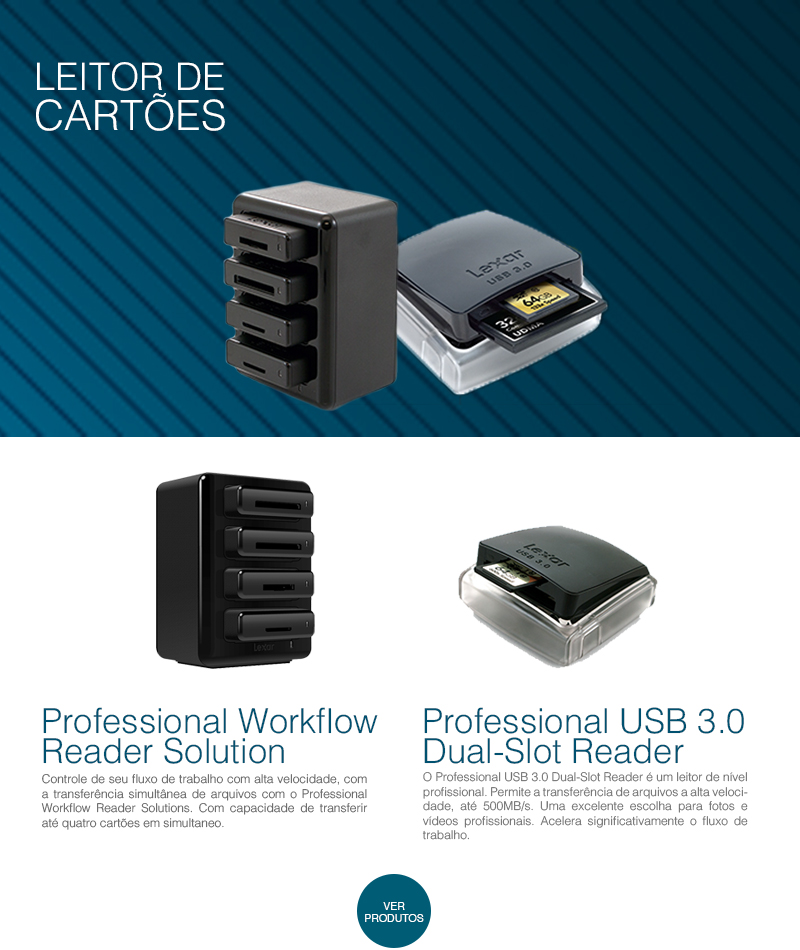 LEITOR DE
CARTÕES
Lexar
USB 3.0
64GB
32
UDMA
Lexar
USB 3.0
Lexar
Professional Workflow
Reader Solution
Controle de seu fluxo de trabalho com alta velocidade, com
a transferência simultânea de arquivos com o Professional
Workflow Reader Solutions. Com capacidade de transferir
até quatro cartões em simultaneo.
Professional USB 3.0
Dual-Slot Reader
O Professional USB 3.0 Dual-Slot Reader é um leitor de nível
profissional. Permite a transferência de arquivos a alta veloci-
dade, até 500MB/s. Uma excelente escolha para fotos e
vídeos profissionais. Acelera significativamente o fluxo de
trabalho.
VER
PRODUTOS